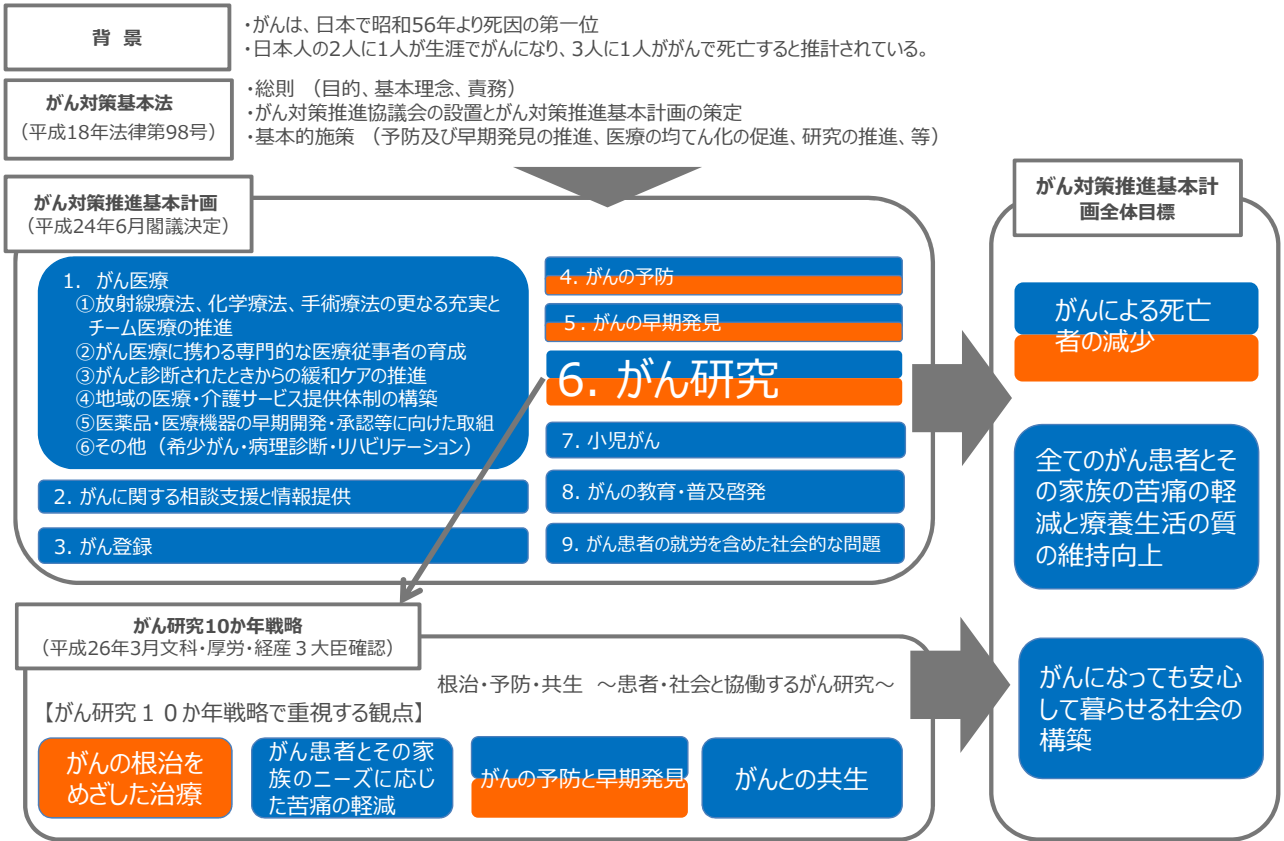 背 景
・がんは、日本で昭和56年より死因の第一位
・日本人の2人に1人が生涯でがんになり、3人に1人ががんで死亡すると推計されている。
がん対策基本法
（平成18年法律第98号）
・総則 （目的、基本理念、責務）
・がん対策推進協議会の設置とがん対策推進基本計画の策定
・基本的施策 （予防及び早期発見の推進、医療の均てん化の促進、研究の推進、等）
がん対策推進基本計画
（平成24年6月閣議決定）
1. がん医療
①放射線療法、化学療法、手術療法の更なる充実と
チーム医療の推進
②がん医療に携わる専門的な医療従事者の育成
③がんと診断されたときからの緩和ケアの推進
④地域の医療・介護サービス提供体制の構築
⑤医薬品・医療機器の早期開発・承認等に向けた取組
⑥その他（希少がん・病理診断・リハビリテーション）
2. がんに関する相談支援と情報提供
3. がん登録
4. がんの予防
5. がんの早期発見
6. がん研究
7. 小児がん
8. がんの教育・普及啓発
9. がん患者の就労を含めた社会的な問題
がん対策推進基本計
画全体目標
がんによる死亡
者の減少
全てのがん患者とそ
の家族の苦痛の軽
減と療養生活の質
の維持向上
がんになっても安心
して暮らせる社会の
構築
がん研究10か年戦略
（平成26年3月文科・厚労・経産３大臣確認）
根治・予防・共生 ～患者・社会と協働するがん研究～
【がん研究１０か年戦略で重視する観点】
がんの根治を
めざした治療
がん患者とその家
族のニーズに応じ
た苦痛の軽減
がんの予防と早期発見
がんとの共生